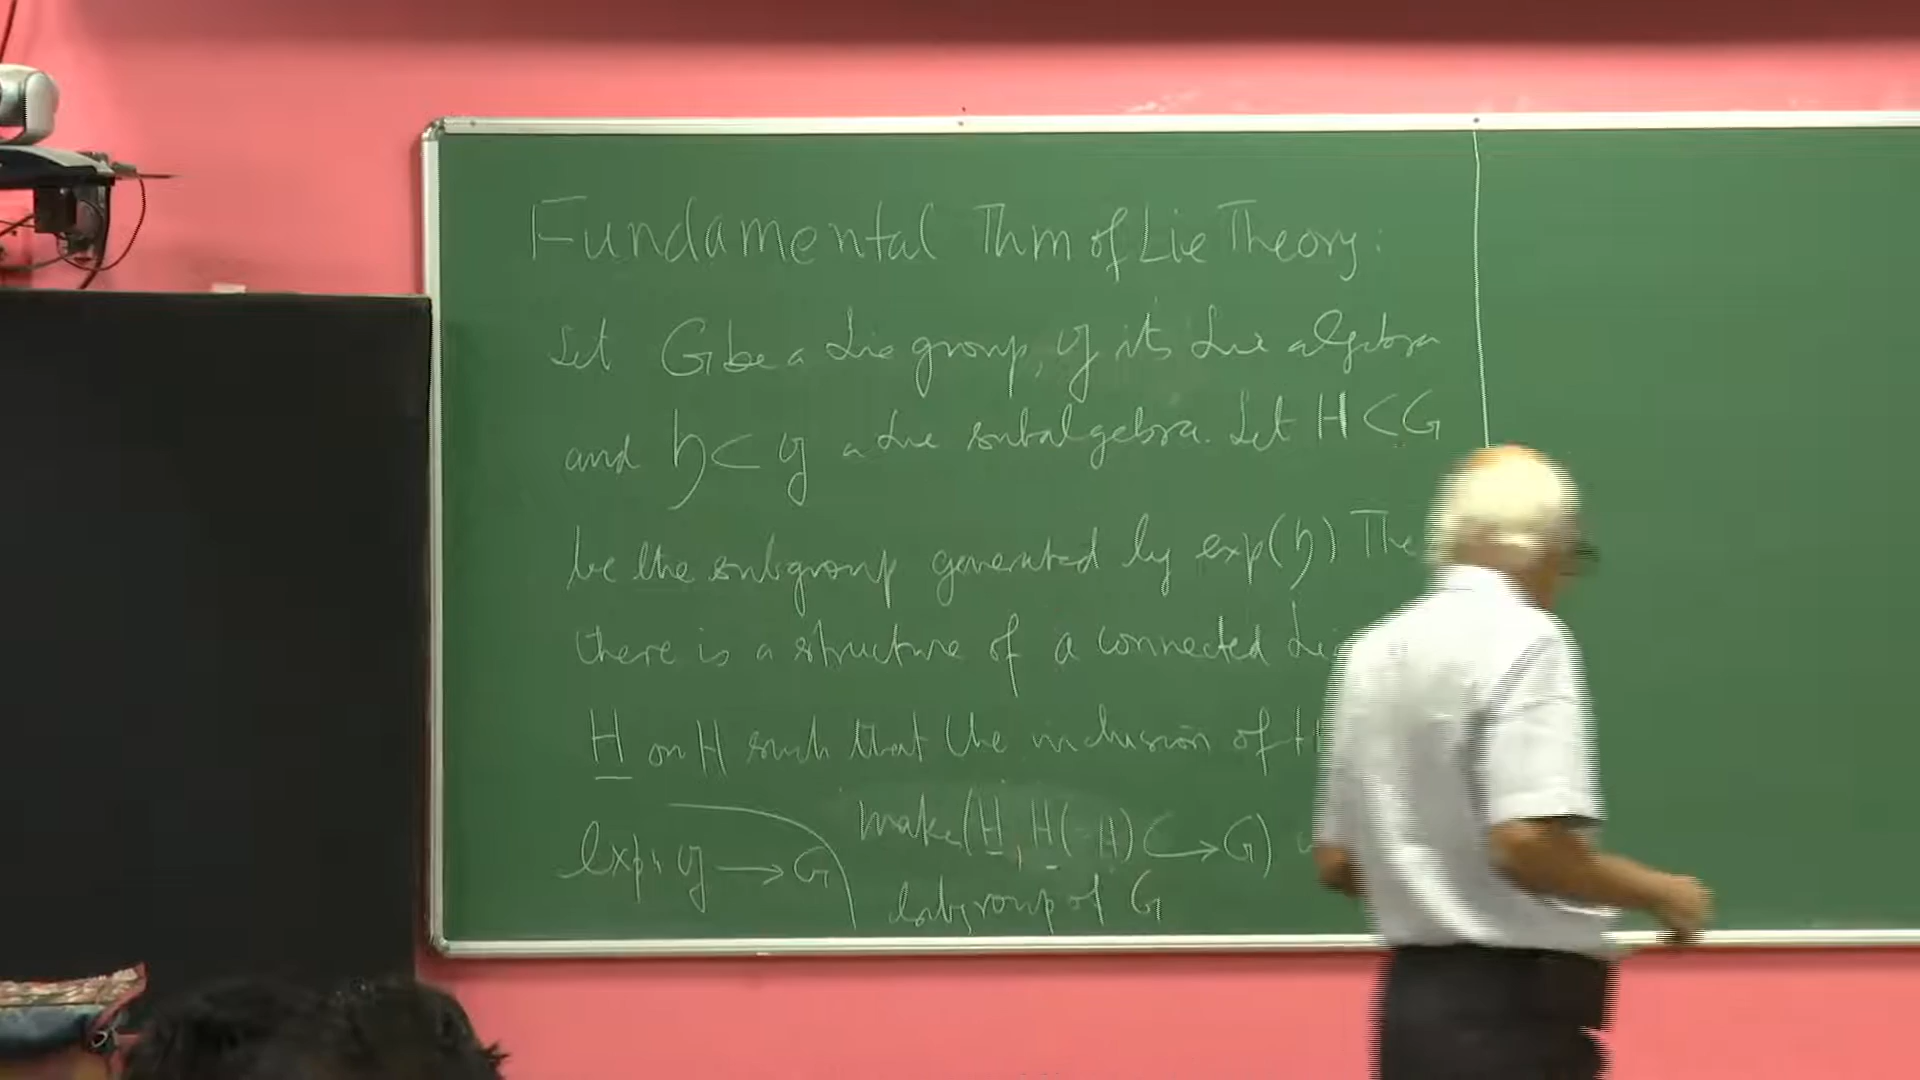 Fundamental Thm of Lie Theory:
Let G be a Lie group, 𝔤 its Lie algebra
and 𝔥 ⊂ 𝔤 a Lie subalgebra. Let H ⊂ G
be the subgroup generated by exp(𝔥) The
there is a structure of a connected Lie
H on H such that the inclusion of
make (H, H(=H) ↪ G)
exp: 𝔤 → G
subgroup of G